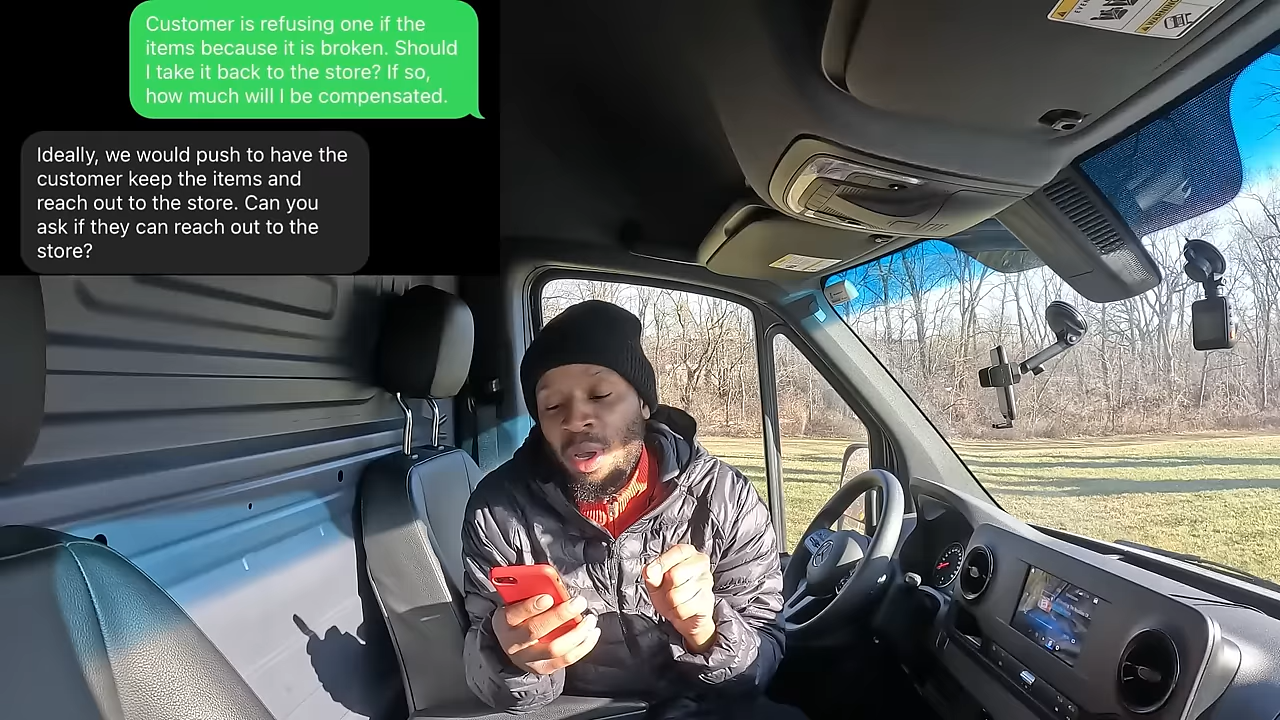 Customer is refusing one if the
items because it is broken. Should
I take it back to the store? If so,
how much will I be compensated.
Ideally, we would push to have the
customer keep the items and
reach out to the store. Can you
ask if they can reach out to the
store?
WARNING